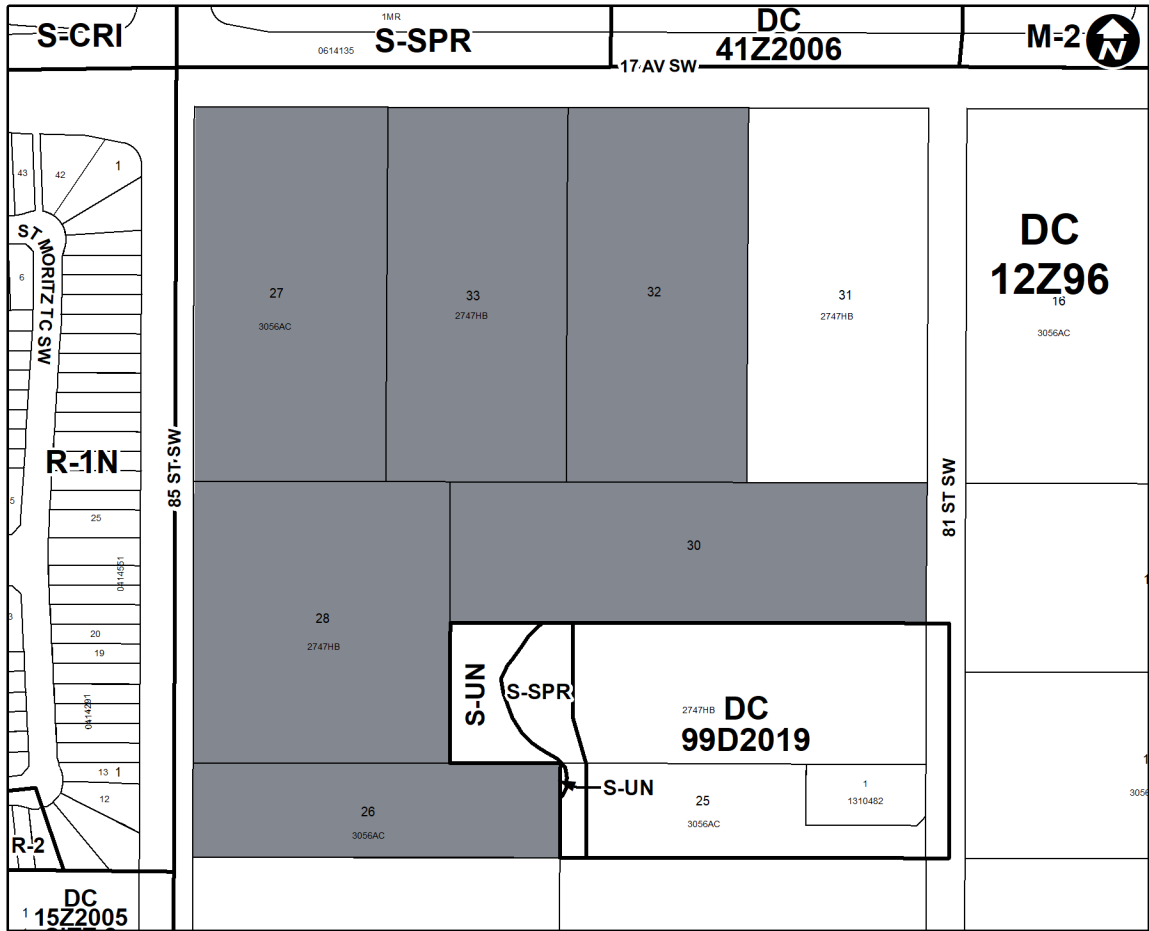 1MR
S-CRI
S-SPR
0614135
DC
41Z2006
M-2
N
17 AV SW
43
42
1
ST MORITZ TC SW
6
DC
12Z96
16
3056AC
27
3056AC
33
2747HB
32
31
2747HB
R-1N
85 ST SW
81 ST SW
5
25
0414551
30
28
2747HB
3
20
19
S-UN
S-SPR
0414291
2747HB
DC
99D2019
13
1
12
S-UN
1
1310482
25
3056AC
26
3056AC
R-2
DC
15Z2005
1